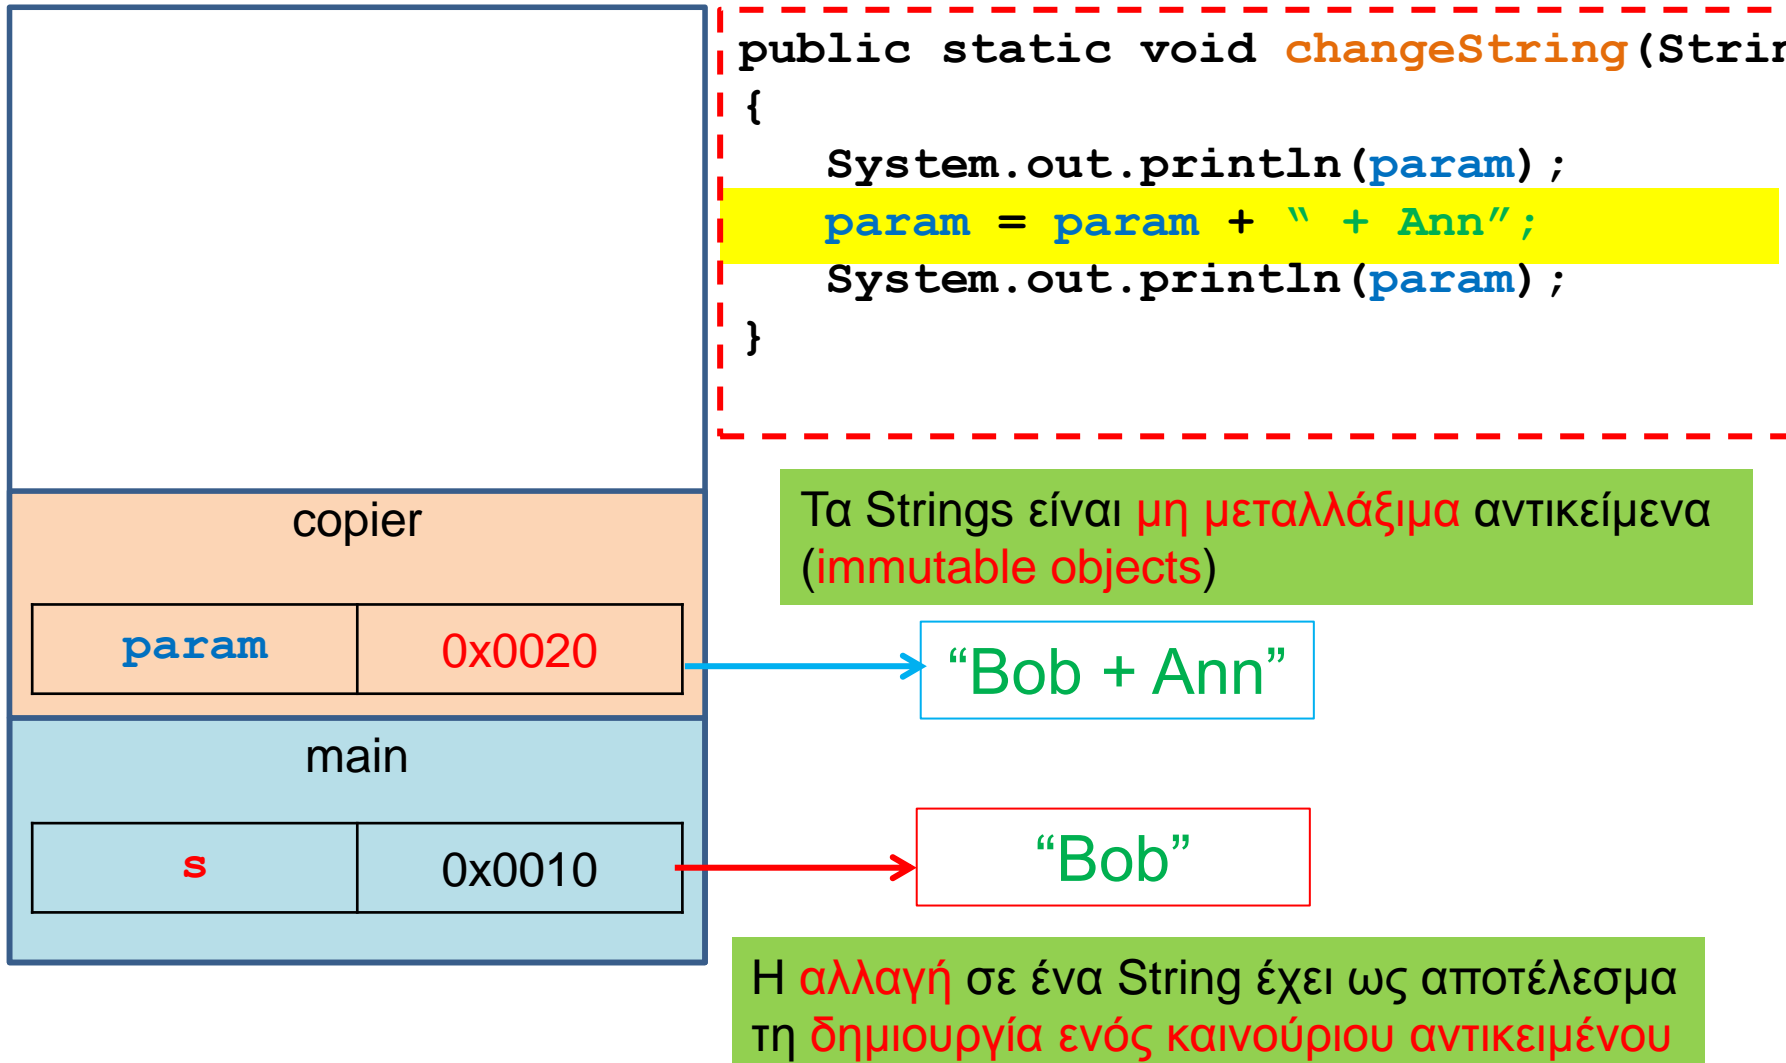 public static void changeString(Strin
{
System.out.println(param);
param = param + “ + Ann”;
System.out.println(param);
}
Τα Strings είναι μη μεταλλάξιμα αντικείμενα
(immutable objects)
copier
param 0x0020
“Bob + Ann”
main
s 0x0010
“Bob”
Η αλλαγή σε ένα String έχει ως αποτέλεσμα
τη δημιουργία ενός καινούριου αντικειμένου